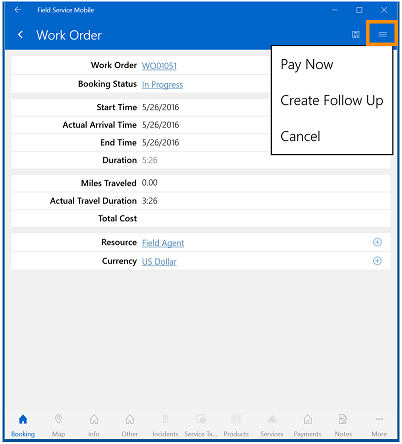 Field Service Mobile
Work Order
Pay Now
Create Follow Up
Cancel
Work Order WO01051
Booking Status In Progress
Start Time 5/26/2016
Actual Arrival Time 5/26/2016
End Time 5/26/2016
Duration 5:26
Miles Traveled 0.00
Actual Travel Duration 3:26
Total Cost
Resource Field Agent
Currency US Dollar
Booking Map Info Other Incidents Service Ta... Products Services Payments Notes More